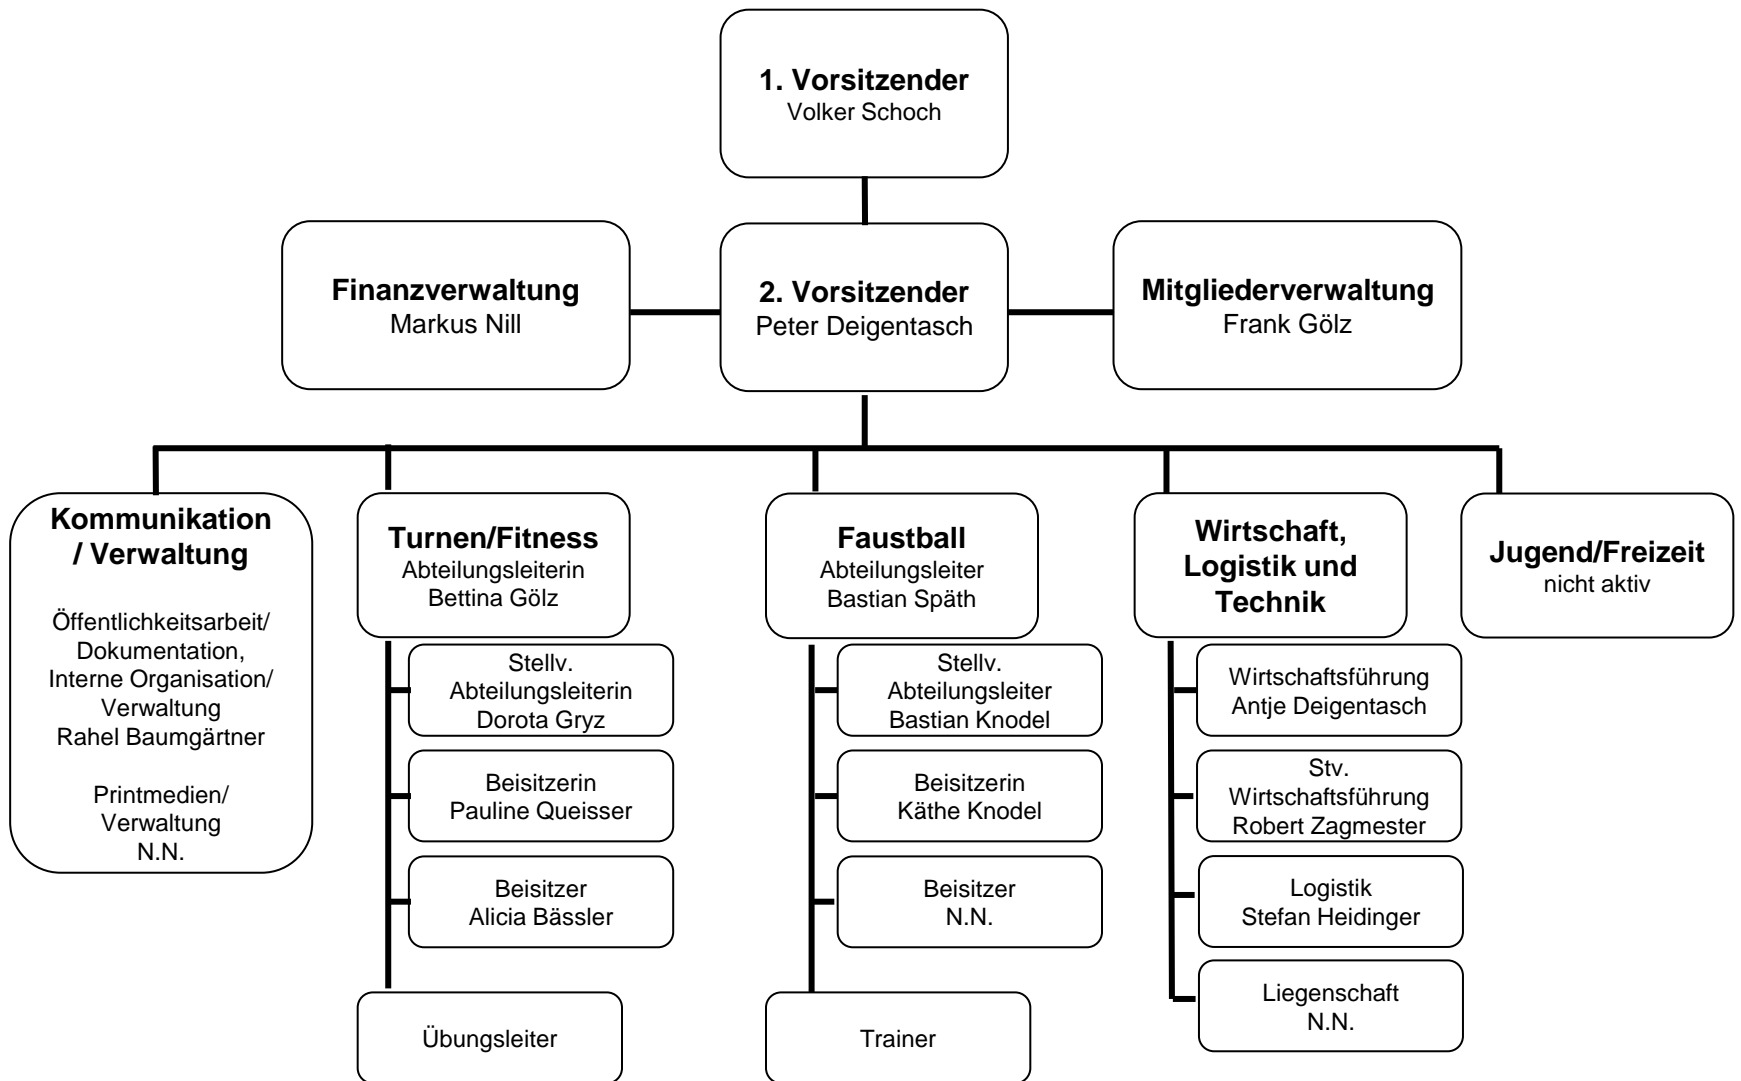 1. Vorsitzender
Volker Schoch
Finanzverwaltung
Markus Nill
2. Vorsitzender
Peter Deigentasch
Mitgliederverwaltung
Frank Gölz
Kommunikation
/ Verwaltung
Öffentlichkeitsarbeit/
Dokumentation,
Interne Organisation/
Verwaltung
Rahel Baumgärtner
Printmedien/
Verwaltung
N.N.
Turnen/Fitness
Abteilungsleiterin
Bettina Gölz
Stellv.
Abteilungsleiterin
Dorota Gryz
Beisitzerin
Pauline Queisser
Beisitzer
Alicia Bässler
Übungsleiter
Faustball
Abteilungsleiter
Bastian Späth
Stellv.
Abteilungsleiter
Bastian Knodel
Beisitzerin
Käthe Knodel
Beisitzer
N.N.
Trainer
Wirtschaft,
Logistik und
Technik
Wirtschaftsführung
Antje Deigentasch
Stv.
Wirtschaftsführung
Robert Zagmester
Logistik
Stefan Heidinger
Liegenschaft
N.N.
Jugend/Freizeit
nicht aktiv